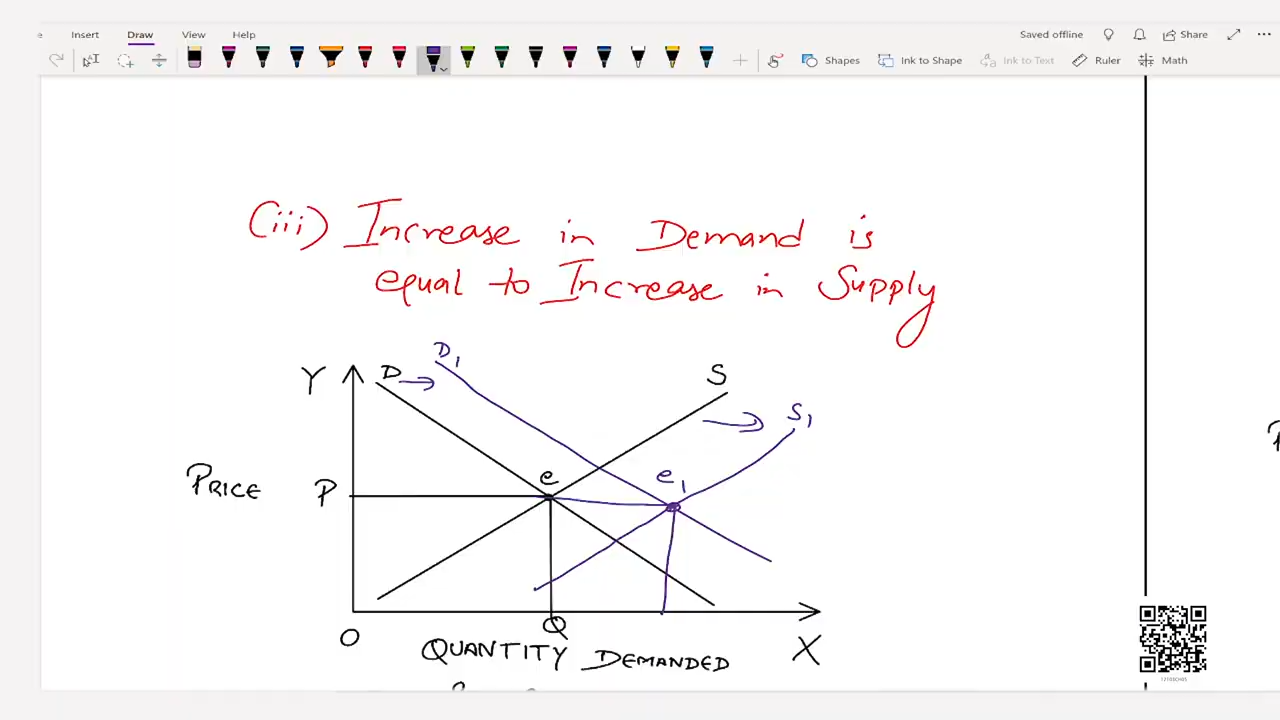 Insert Draw View Help Saved offline Share
Shapes Ink to Shape Ink to Text Ruler Math
(iii) Increase in Demand is
equal to Increase in Supply
D1
Y D S
S1
e e1
PRICE P
O Q
QUANTITY DEMANDED X